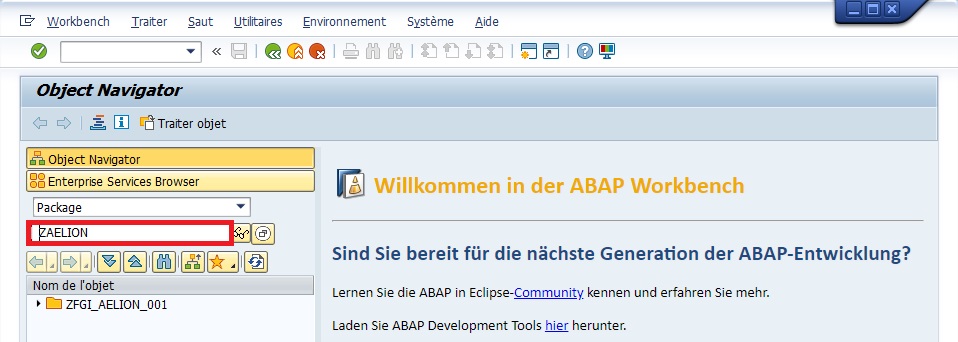 Workbench Traiter Saut Utilitaires Environnement Système Aide
Object Navigator
Traiter objet
Object Navigator
Enterprise Services Browser
Package
ZAELION
Nom de l'objet
ZFGI_AELION_001
Willkommen in der ABAP Workbench
Sind Sie bereit für die nächste Generation der ABAP-Entwicklung?
Lernen Sie die ABAP in Eclipse-Community kennen und erfahren Sie mehr.
Laden Sie ABAP Development Tools hier herunter.